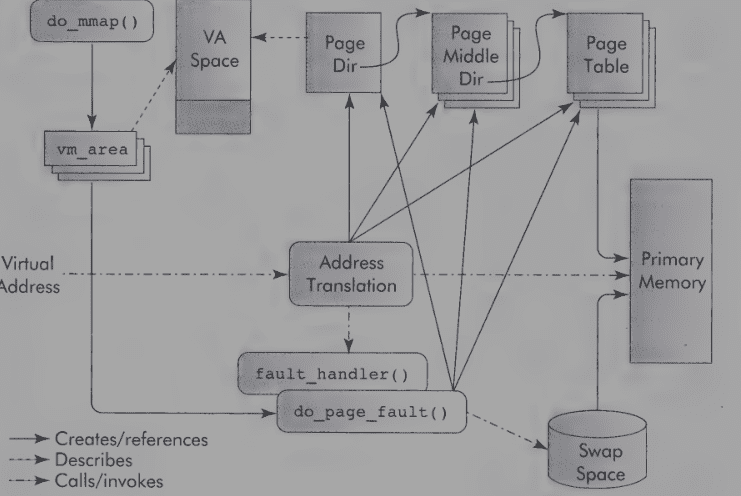 do_mmap()
VA
Space
Page
Dir
Page
Middle
Dir
Page
Table
vm_area
Virtual
Address
Address
Translation
Primary
Memory
fault_handler()
do_page_fault()
Swap
Space
Creates/references
Describes
Calls/invokes